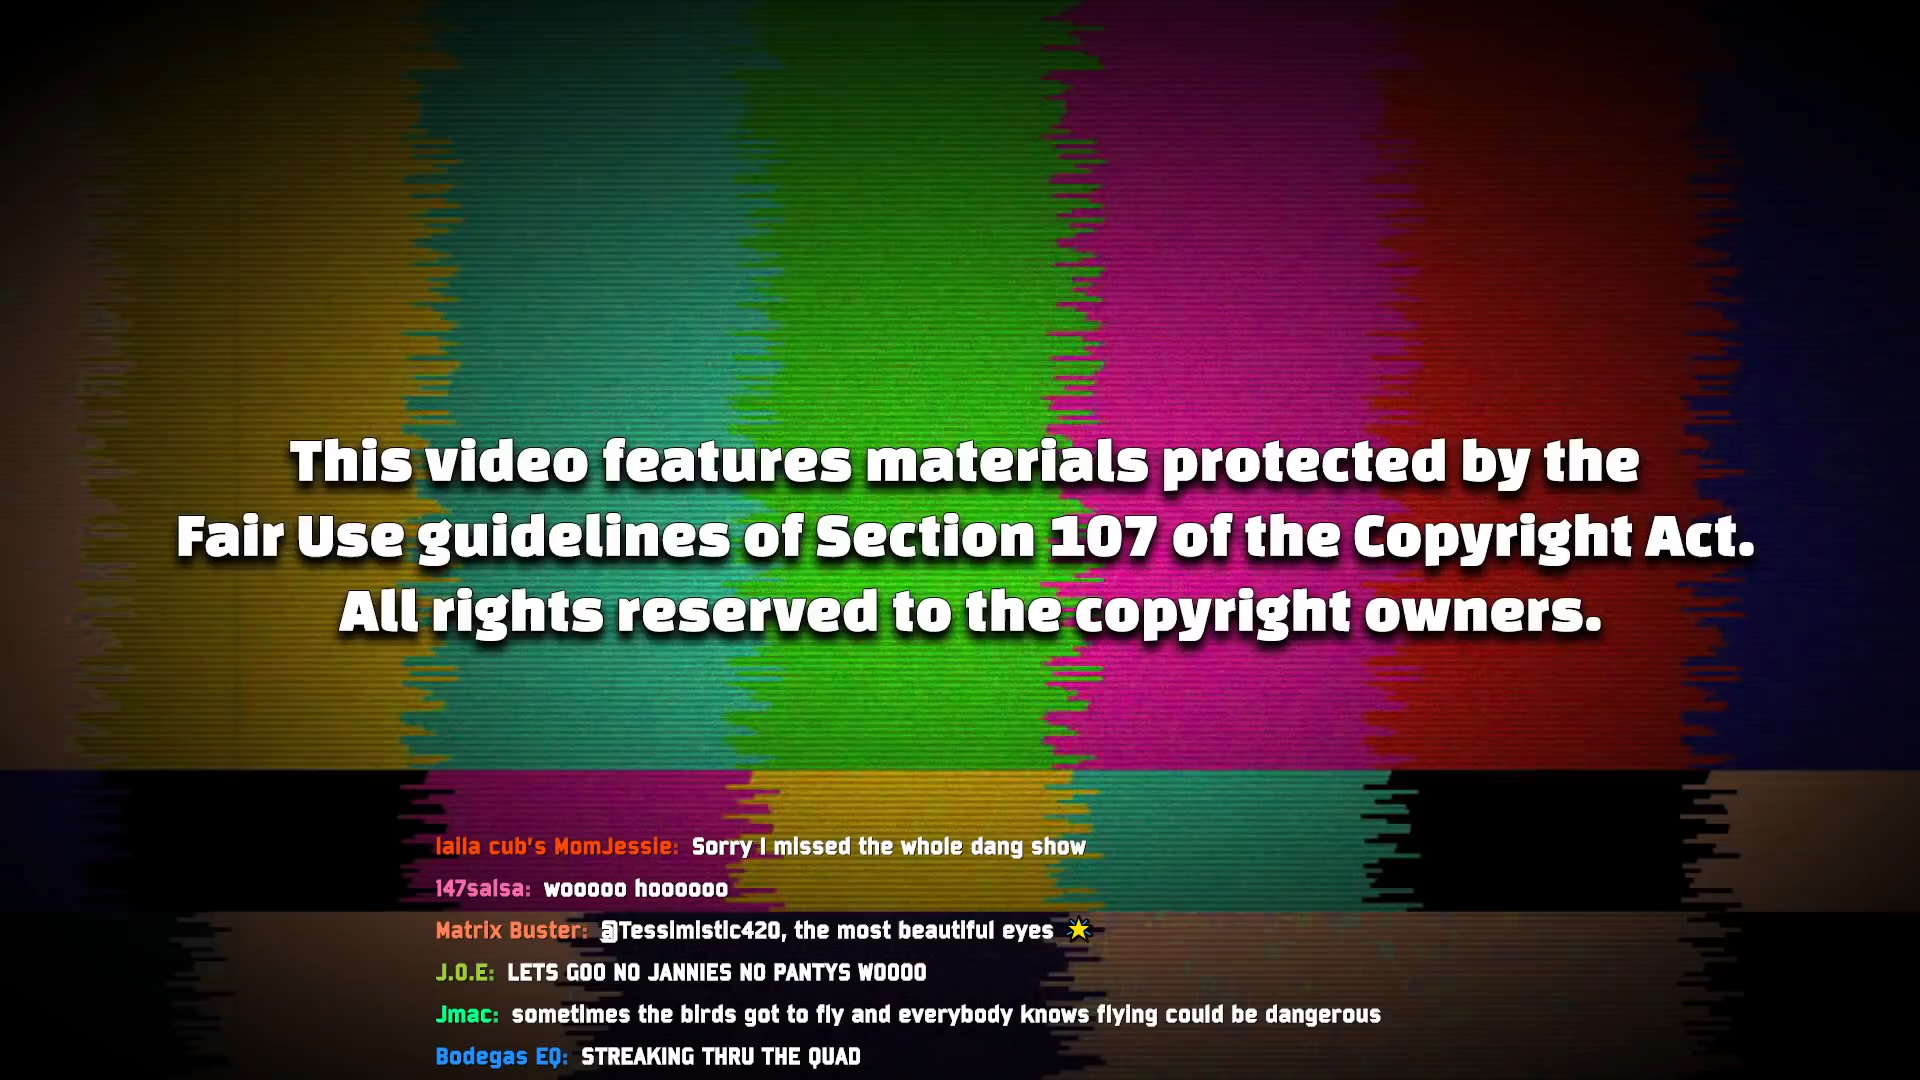 This video features materials protected by the
Fair Use guidelines of Section 107 of the Copyright Act.
All rights reserved to the copyright owners.
laila cub's MomJessie: Sorry I missed the whole dang show
147salsa: wooooo hoooooo
Matrix Buster: @Tessimistic420, the most beautiful eyes
J.O.E: LETS GOO NO JANNIES NO PANTYS WOOOO
Jmac: sometimes the birds got to fly and everybody knows flying could be dangerous
Bodegas EQ: STREAKING THRU THE QUAD